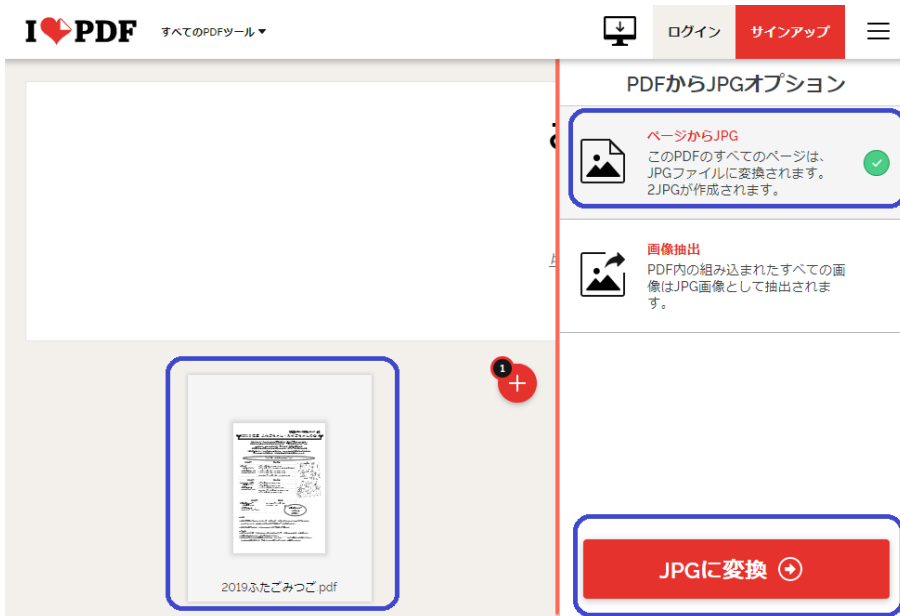 I PDF
すべてのPDFツール
ログイン
サインアップ
PDFからJPGオプション
ページからJPG
このPDFのすべてのページは、
JPGファイルに変換されます。
2JPGが作成されます。
画像抽出
PDF内の組み込まれたすべての画
像はJPG画像として抽出されま
す。
1
2019ふたごみつご.pdf
JPGに変換